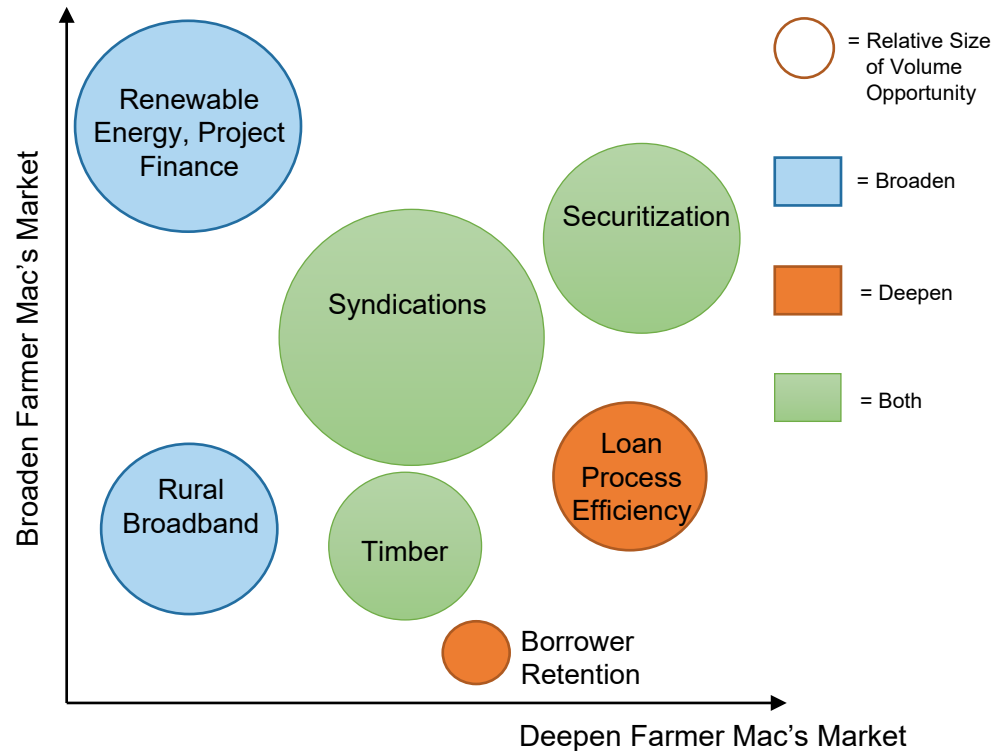 Renewable
Energy, Project
Finance
Syndications
Securitization
Rural
Broadband
Timber
Loan
Process
Efficiency
Borrower
Retention
Broaden Farmer Mac's Market
Deepen Farmer Mac's Market
= Relative Size
of Volume
Opportunity
= Broaden
= Deepen
= Both